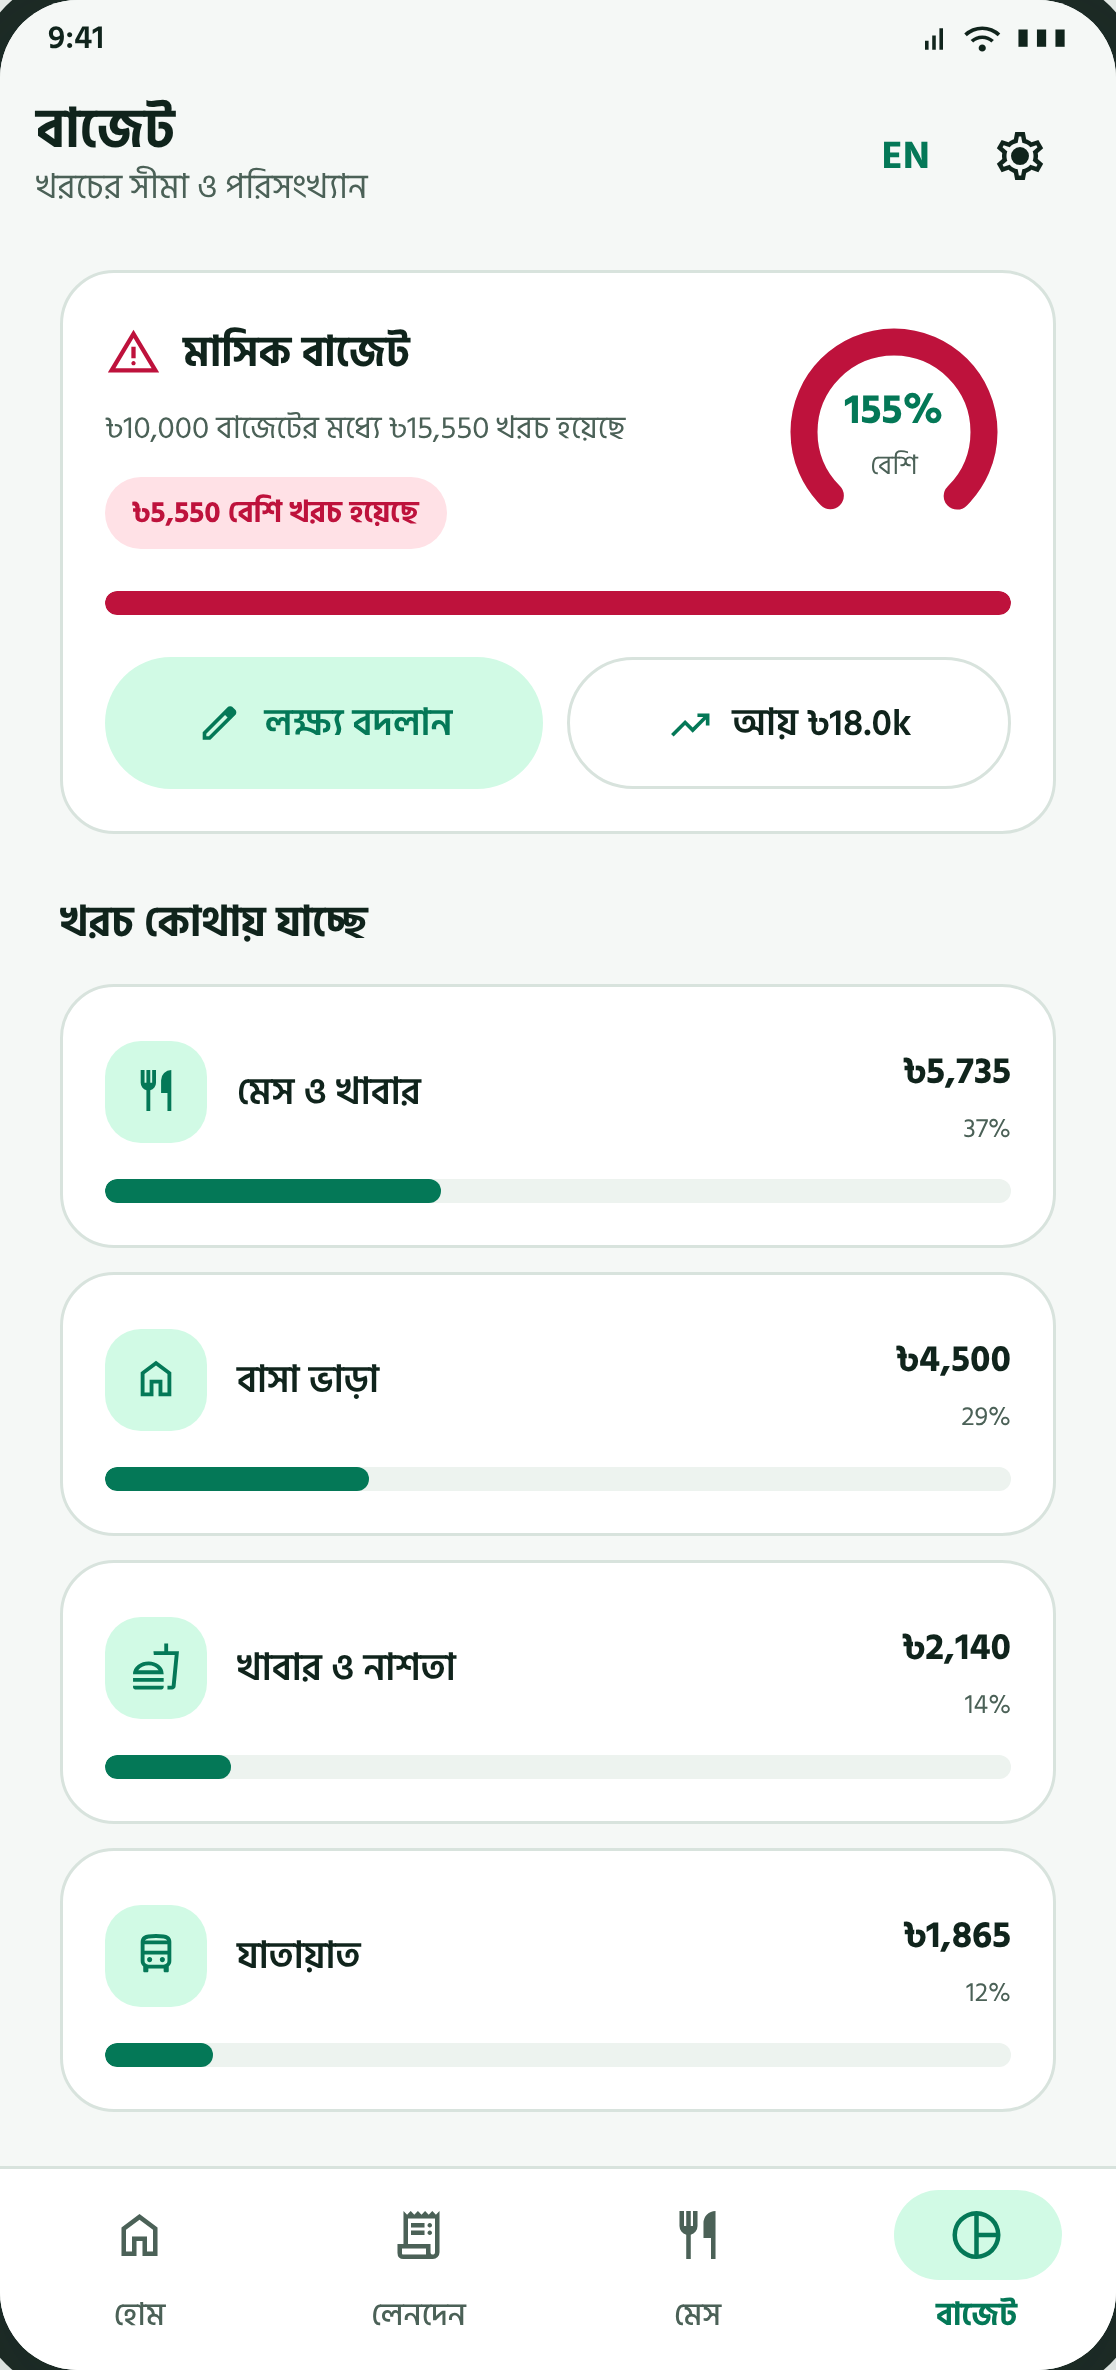 9:41
বাজেট
খরচের সীমা ও পরিসংখ্যান
EN
মাসিক বাজেট
৳10,000 বাজেটের মধ্যে ৳15,550 খরচ হয়েছে
৳5,550 বেশি খরচ হয়েছে
155%
বেশি
লক্ষ্য বদলান
আয় ৳18.0k
খরচ কোথায় যাচ্ছে
মেস ও খাবার
৳5,735
37%
বাসা ভাড়া
৳4,500
29%
খাবার ও নাশতা
৳2,140
14%
যাতায়াত
৳1,865
12%
হোম
লেনদেন
মেস
বাজেট